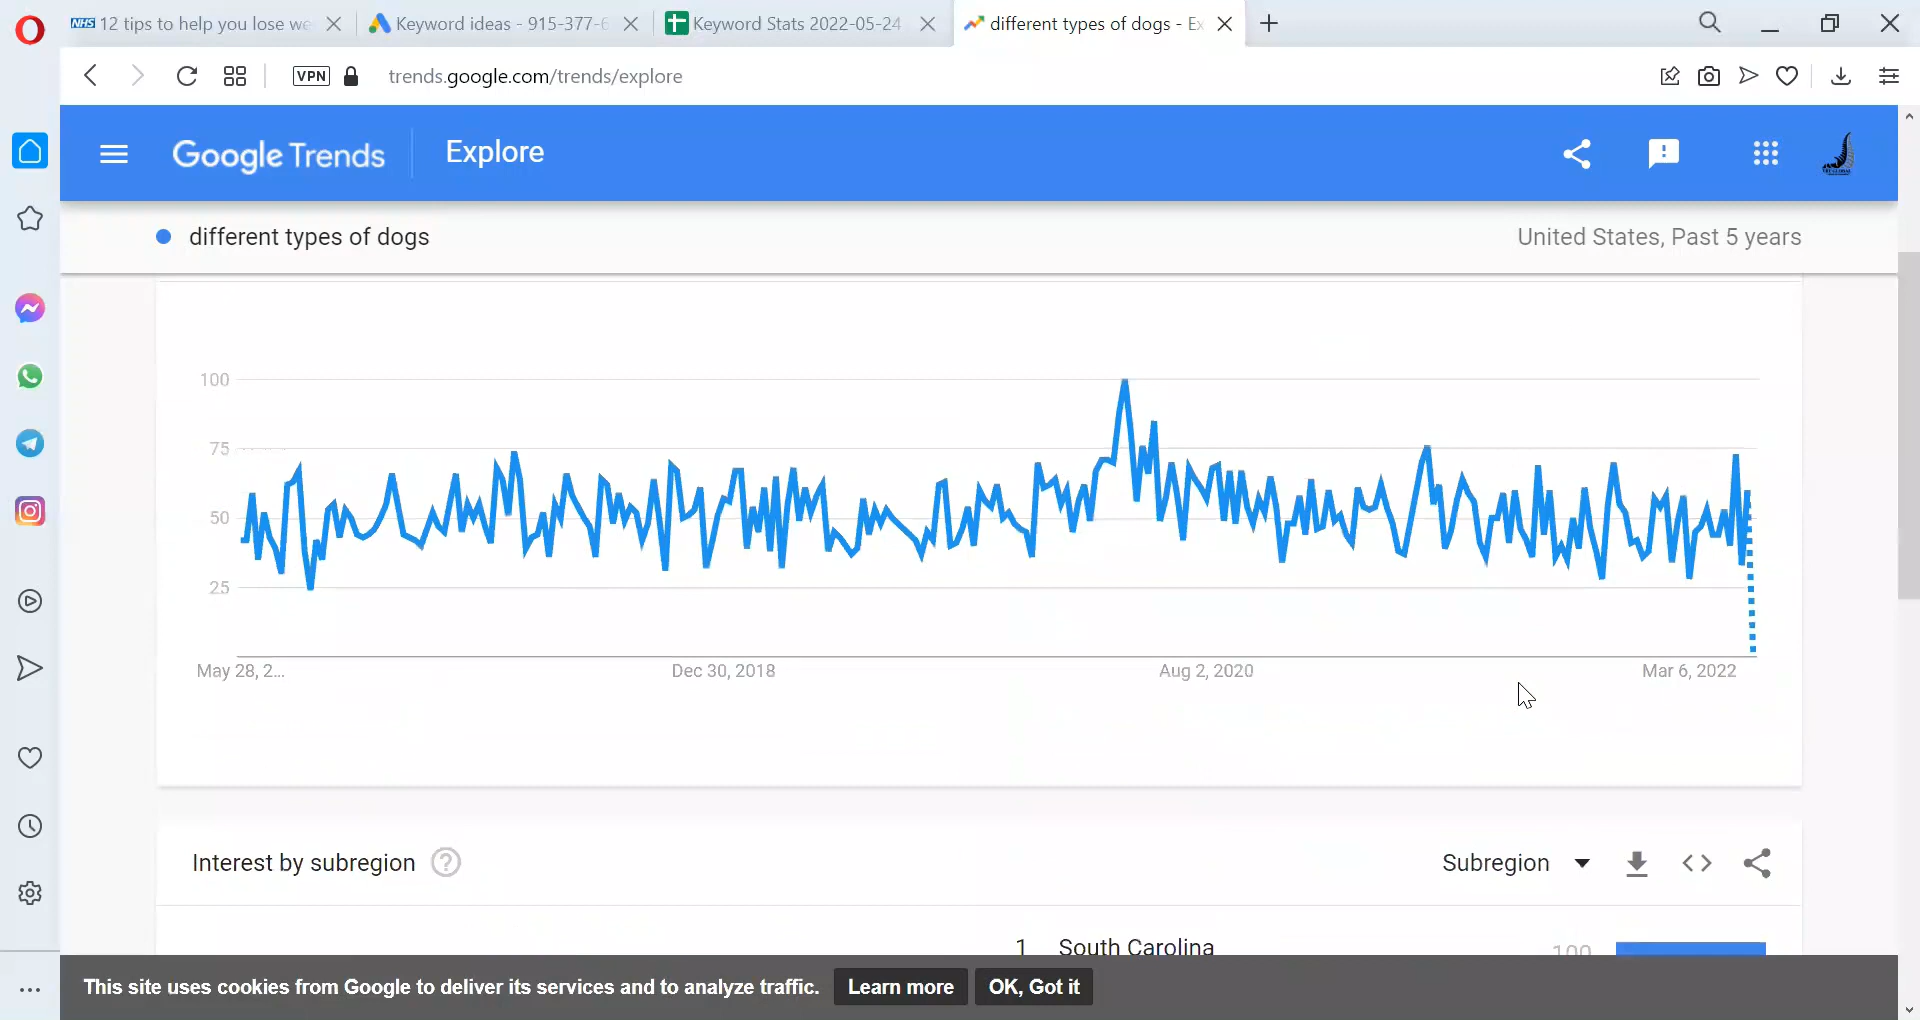 NHS 12 tips to help you lose we
Keyword ideas - 915-377-6
Keyword Stats 2022-05-24
different types of dogs - Ex
VPN
trends.google.com/trends/explore
Google Trends
Explore
different types of dogs
United States, Past 5 years
100
75
50
25
May 28, 2...
Dec 30, 2018
Aug 2, 2020
Mar 6, 2022
Interest by subregion ?
Subregion
1 South Carolina 100
This site uses cookies from Google to deliver its services and to analyze traffic. Learn more OK, Got it